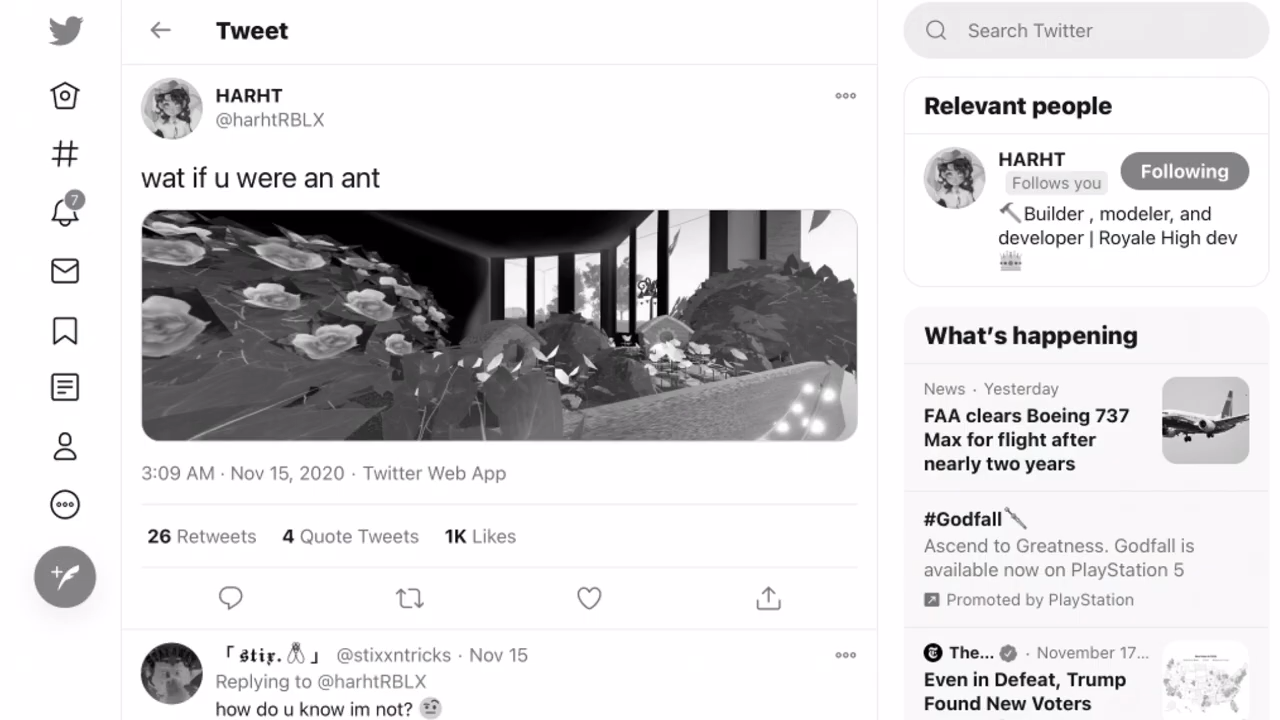 Tweet
HARHT
@harhtRBLX
wat if u were an ant
3:09 AM · Nov 15, 2020 · Twitter Web App
26 Retweets 4 Quote Tweets 1K Likes
「𝖘𝖙𝖎𝖝.」 @stixxntricks · Nov 15
Replying to @harhtRBLX
how do u know im not? 🤨
7
Search Twitter
Relevant people
HARHT
Follows you
Following
🔨Builder , modeler, and
developer | Royale High dev
👑
What's happening
News · Yesterday
FAA clears Boeing 737
Max for flight after
nearly two years
#Godfall
Ascend to Greatness. Godfall is
available now on PlayStation 5
Promoted by PlayStation
The... · November 17...
Even in Defeat, Trump
Found New Voters